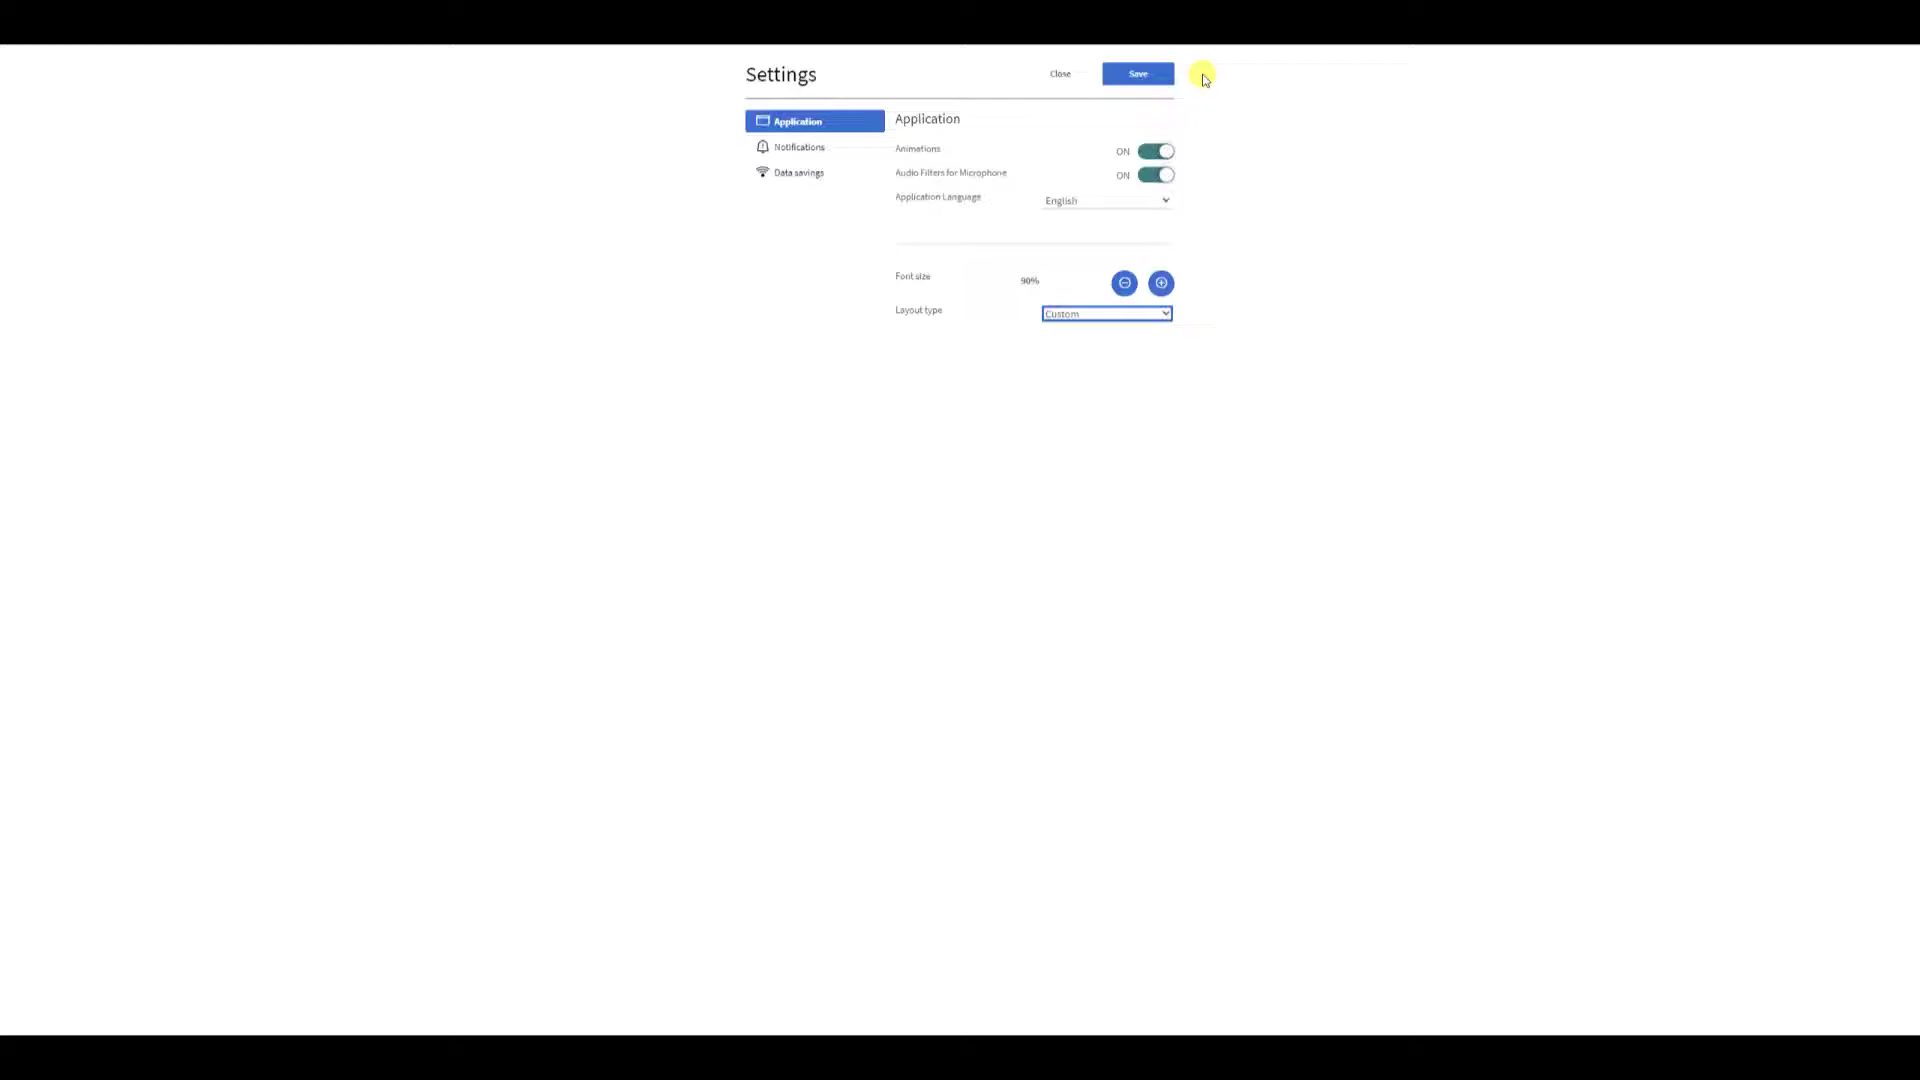 Settings Close Save
Application
Notifications
Data savings
Application
Animations ON
Audio Filters for Microphone ON
Application Language English
Font size 90%
Layout type Custom